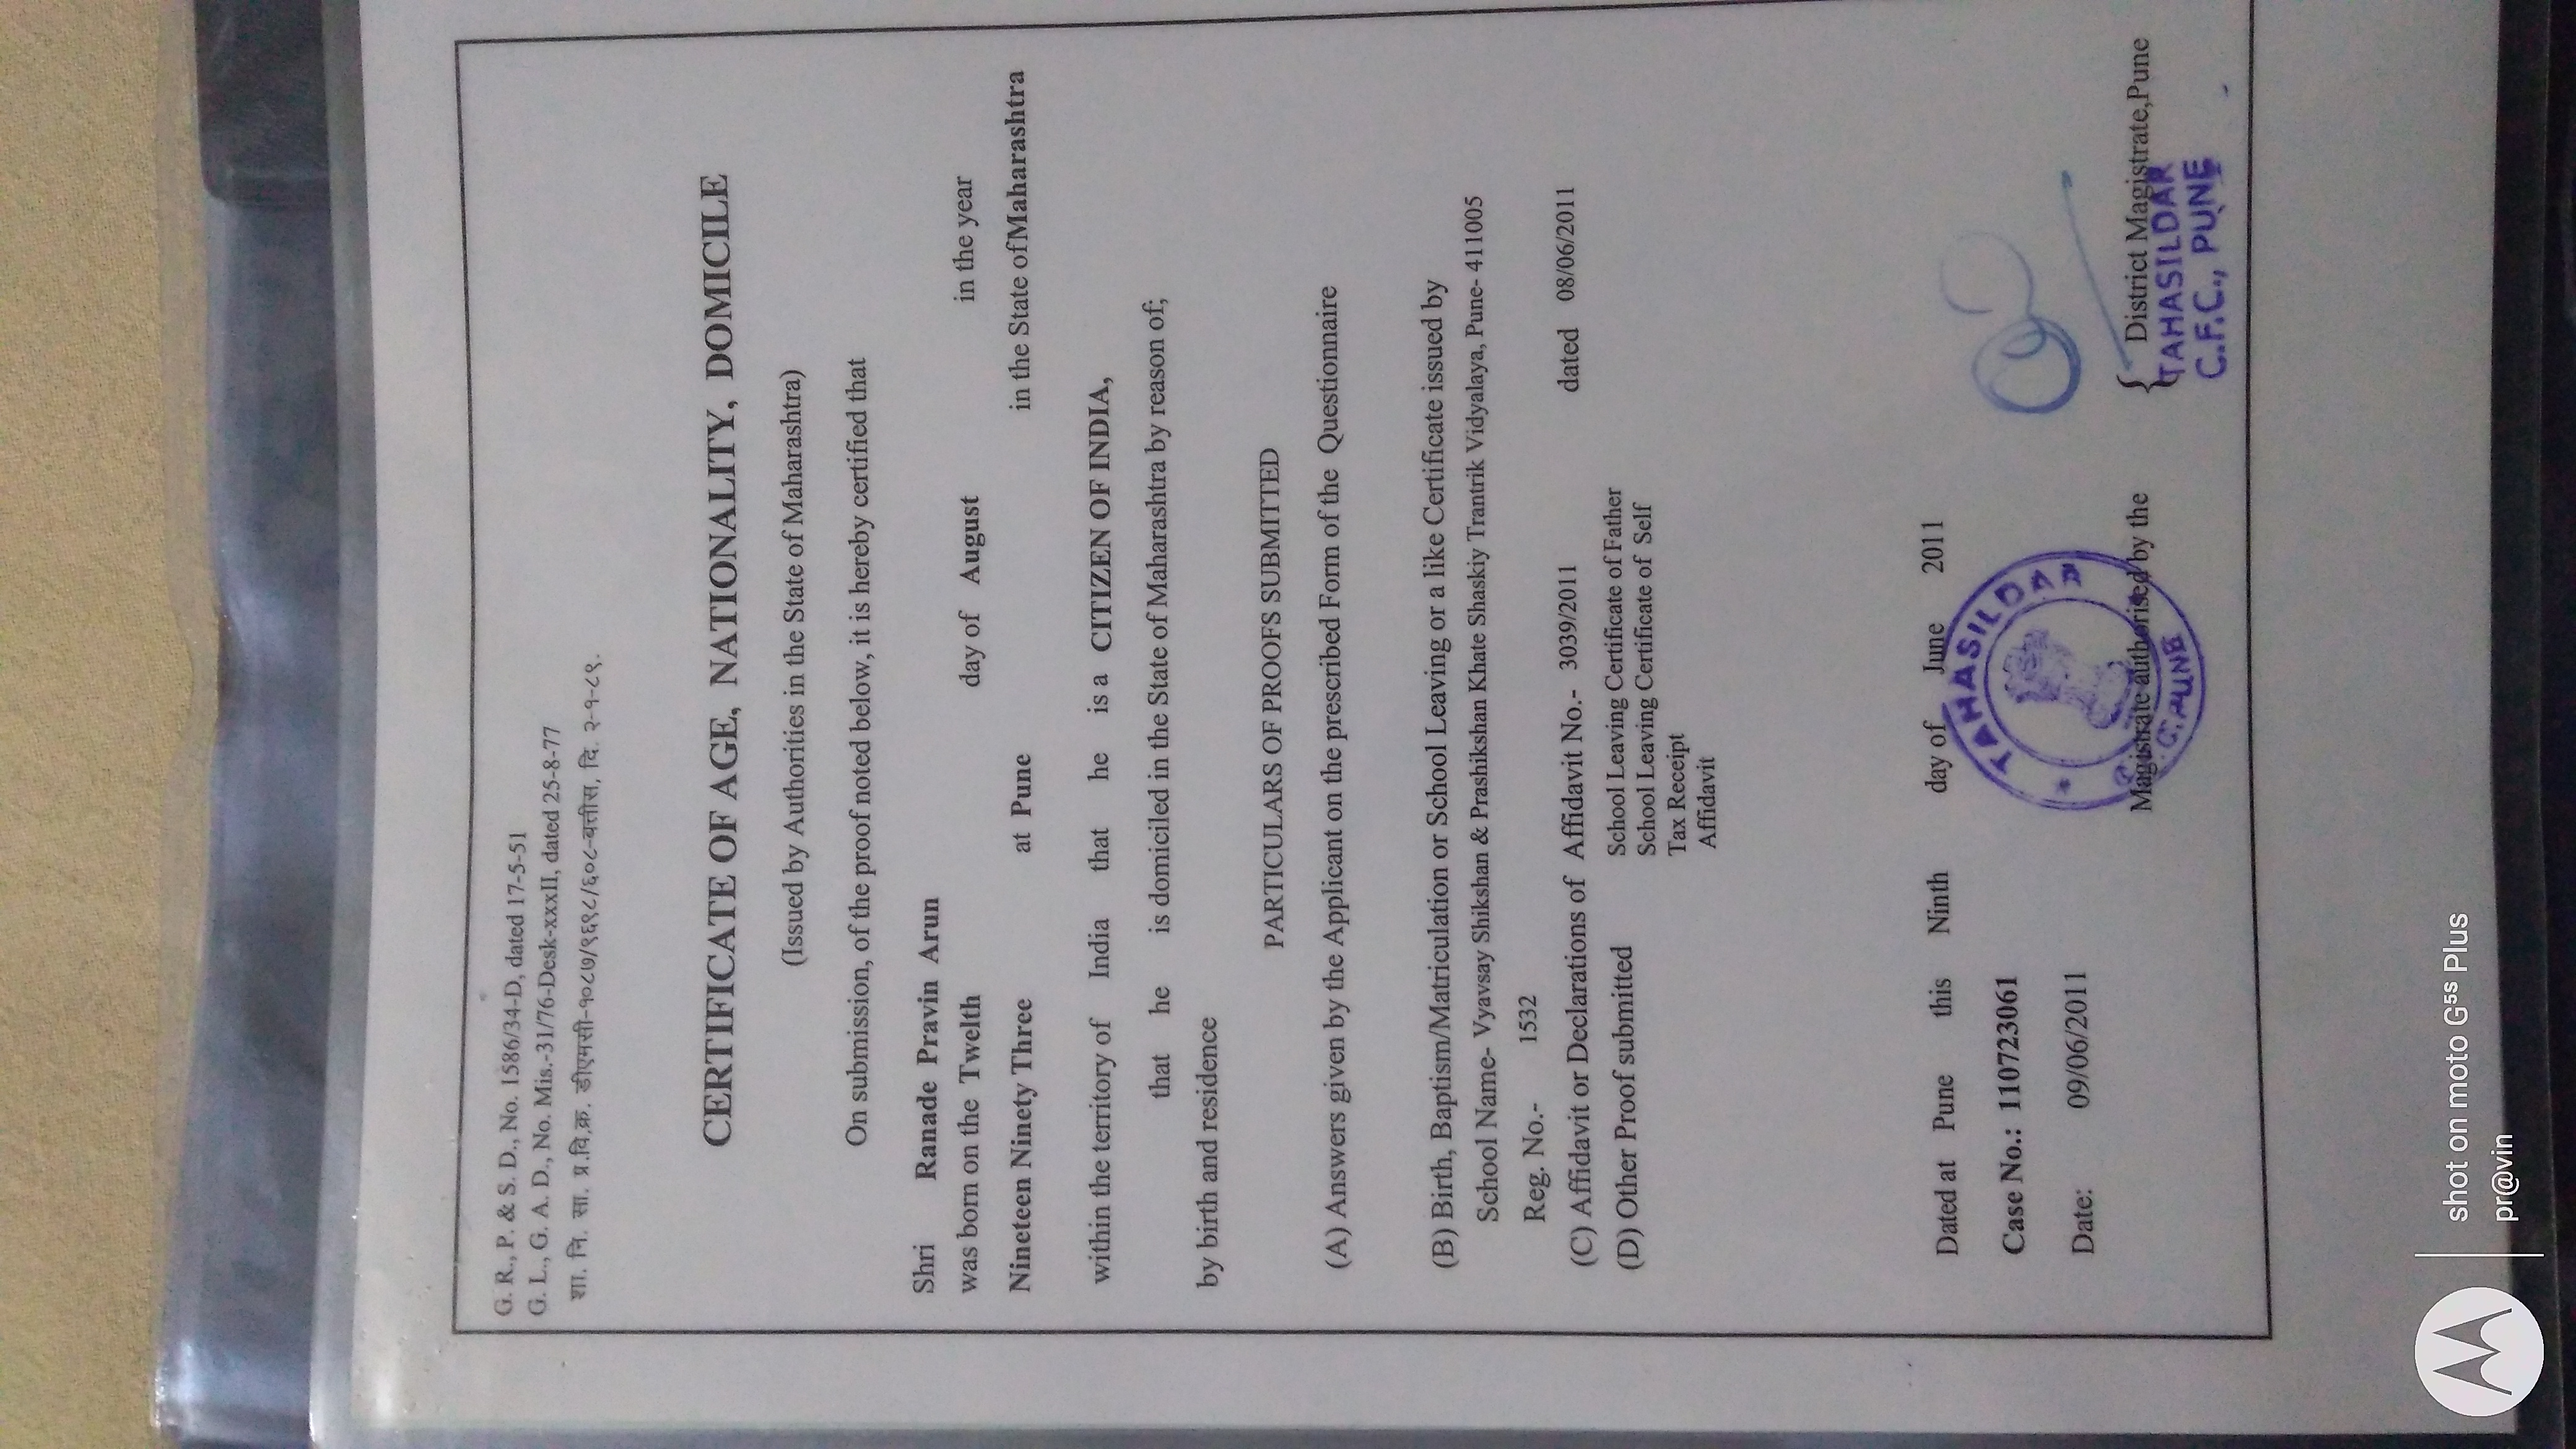 G. R., P. & S. D., No. 1586/34-D, dated 17-5-51
G. L., G. A. D., No. Mis.-31/76-Desk-xxxII, dated 25-8-77
शा. नि. सा. प्र.वि.क्र. डीएमसी-१०८७/९६९८/६०८-बत्तीस, दि. २-१-८९.
CERTIFICATE OF AGE, NATIONALITY, DOMICILE
(Issued by Authorities in the State of Maharashtra)
On submission, of the proof noted below, it is hereby certified that
Shri Ranade Pravin Arun
was born on the Twelth day of August in the year
Nineteen Ninety Three at Pune in the State of Maharashtra
within the territory of India that he is a CITIZEN OF INDIA,
that he is domiciled in the State of Maharashtra by reason of;
by birth and residence
PARTICULARS OF PROOFS SUBMITTED
(A) Answers given by the Applicant on the prescribed Form of the Questionnaire
(B) Birth, Baptism/Matriculation or School Leaving or a like Certificate issued by
School Name- Vyavsay Shikshan & Prashikshan Khate Shaskiy Trantrik Vidyalaya, Pune- 411005
Reg. No.- 1532
(C) Affidavit or Declarations of Affidavit No.- 3039/2011 dated 08/06/2011
(D) Other Proof submitted School Leaving Certificate of Father
School Leaving Certificate of Self
Tax Receipt
Affidavit
Dated at Pune this Ninth day of June 2011
Case No.: 110723061
Date: 09/06/2011
TAHASILDAR
PUNE
Magistrate authorised by the { District Magistrate,Pune
TAHASILDAR
C.F.C., PUNE
shot on moto G⁵ˢ Plus
pr@vin